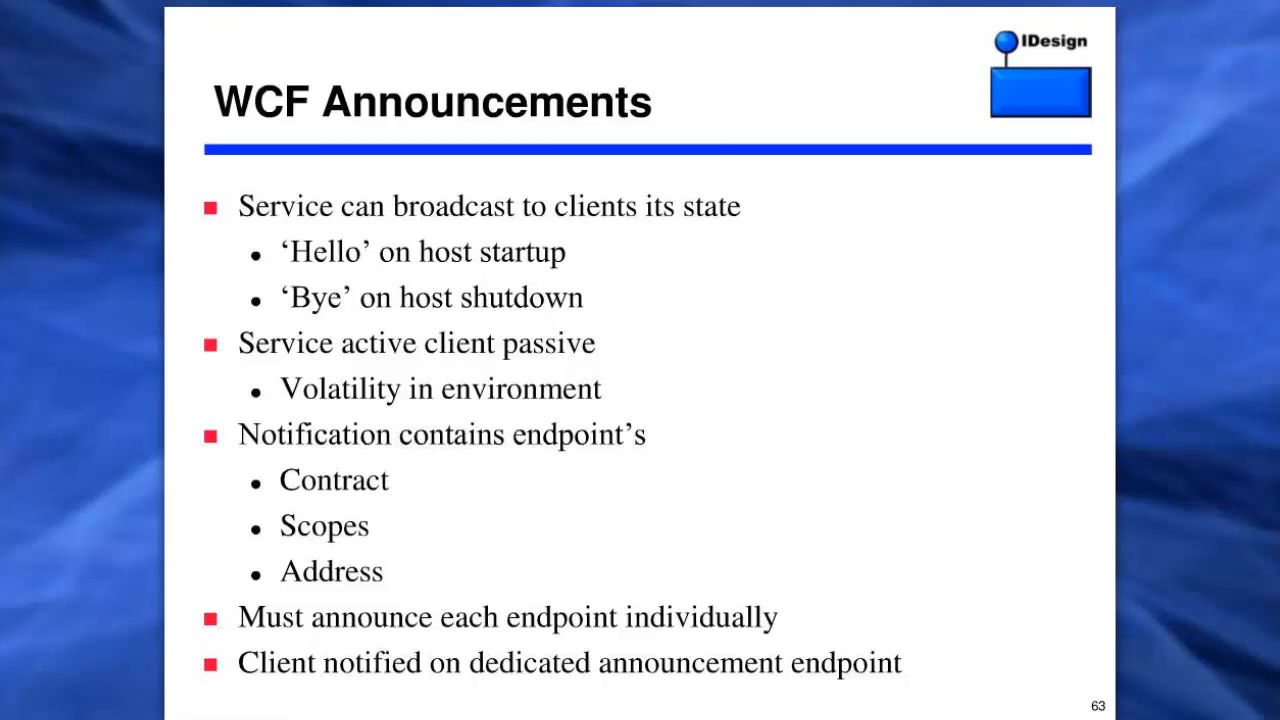 IDesign
WCF Announcements
Service can broadcast to clients its state
‘Hello’ on host startup
‘Bye’ on host shutdown
Service active client passive
Volatility in environment
Notification contains endpoint’s
Contract
Scopes
Address
Must announce each endpoint individually
Client notified on dedicated announcement endpoint
63